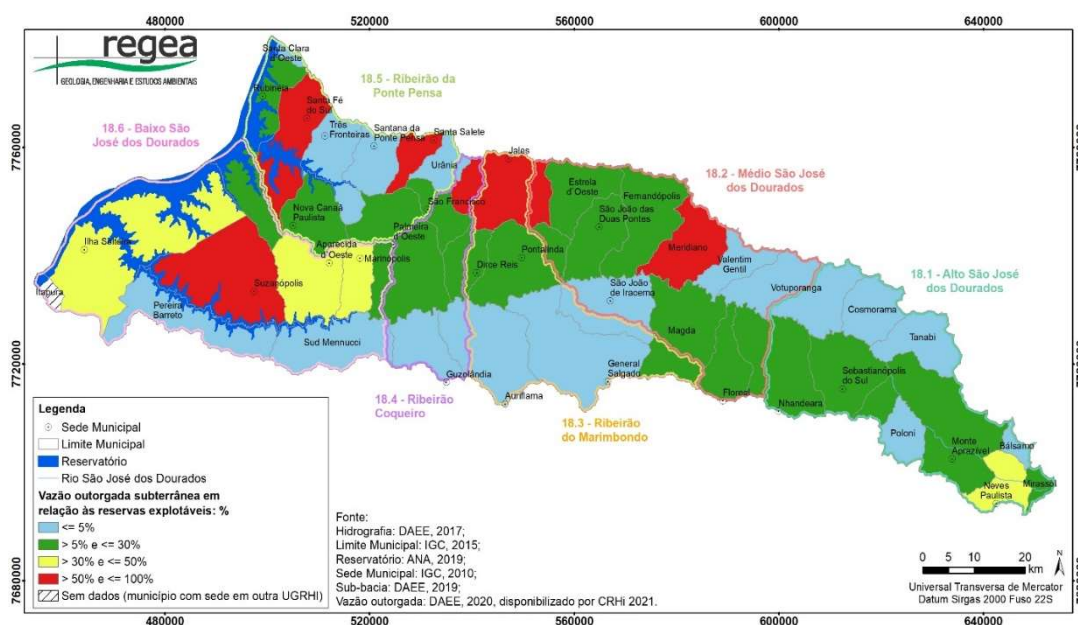 480000 520000 560000 600000 640000
regea
GEOLOGIA, ENGENHARIA E ESTUDOS AMBIENTAIS
7760000
7720000
7680000
Santa Clara
d'Oeste
Rubinéia
18.5 - Ribeirão da
Ponte Pensa
Santa Fé
do Sul
Três
Fronteiras
Santana da
Ponte Pensa
Santa Salete
Urânia
Jales
18.6 - Baixo São
José dos Dourados
18.2 - Médio São José
dos Dourados
Estrela
d'Oeste
Fernandópolis
São Francisco
São João das
Duas Pontes
Nova Canaã
Paulista
Palmeira
d'Oeste
Meridiano
Ilha Solteira
Aparecida
d'Oeste
Marinópolis
Pontalinda
Dirce Reis
Valentim
Gentil
18.1 - Alto São José
dos Dourados
Itapura
Suzanápolis
São João
de Iracema
Votuporanga
Pereira
Barreto
Cosmorama
Magda
Tanabi
Sud Mennucci
General
Salgado
Sebastianópolis
do Sul
Guzolândia
Auriflama
Floreal
Nhandeara
18.4 - Ribeirão
Coqueiro
18.3 - Ribeirão
do Marimbondo
Poloni
Monte
Aprazível
Bálsamo
Neves
Paulista
Mirassol
Legenda
Sede Municipal
Limite Municipal
Reservatório
Rio São José dos Dourados
Vazão outorgada subterrânea em
relação às reservas explotáveis: %
<= 5%
> 5% e <= 30%
> 30% e <= 50%
> 50% e <= 100%
Sem dados (município com sede em outra UGRHI)
Fonte:
Hidrografia: DAEE, 2017;
Limite Municipal: IGC, 2015;
Reservatório: ANA, 2019;
Sede Municipal: IGC, 2010;
Sub-bacia: DAEE, 2019;
Vazão outorgada: DAEE, 2020, disponibilizado por CRHi 2021.
0 5 10 20
km
N
Universal Transversa de Mercator
Datum Sirgas 2000 Fuso 22S
480000 520000 560000 600000 640000